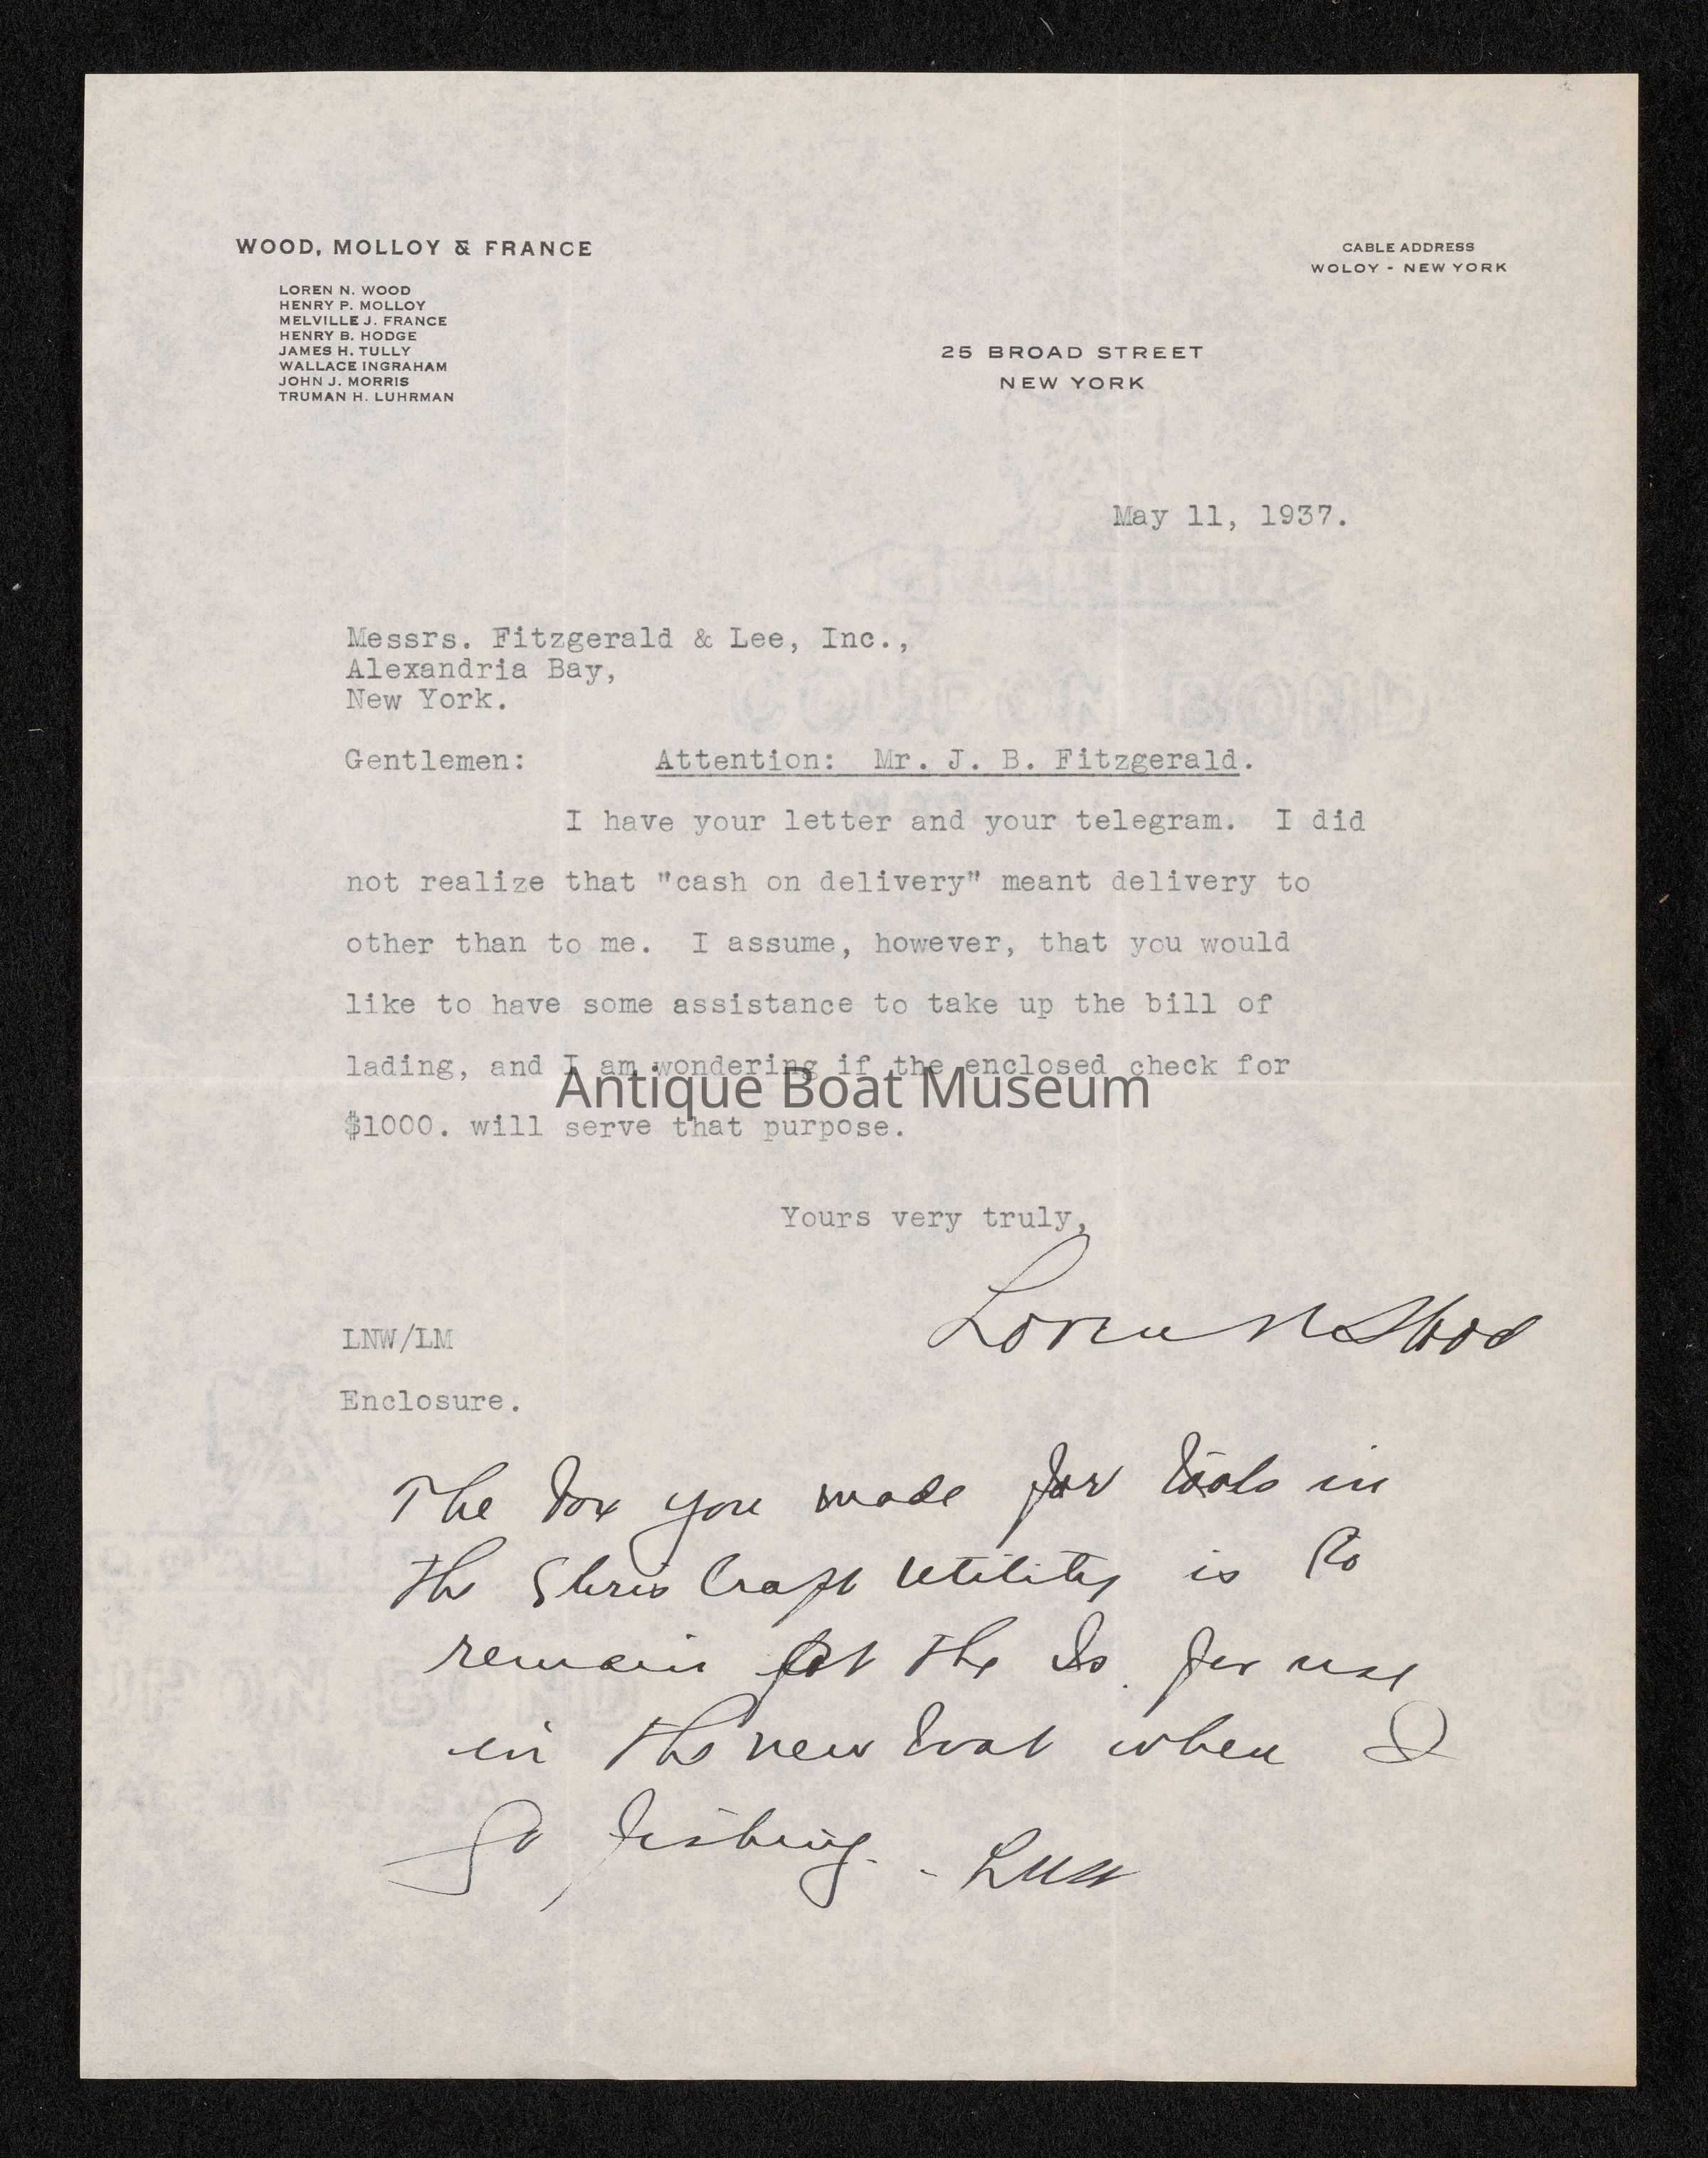 WOOD, MOLLOY & FRANCE
LOREN N. WOOD
HENRY P. MOLLOY
MELVILLE J. FRANCE
HENRY B. HODGE
JAMES H. TULLY
WALLACE INGRAHAM
JOHN J. MORRIS
TRUMAN H. LUHRMAN
CABLE ADDRESS
WOLOY - NEW YORK
25 BROAD STREET
NEW YORK
May 11, 1937.
Messrs. Fitzgerald & Lee, Inc.,
Alexandria Bay,
New York.
Gentlemen: Attention: Mr. J. B. Fitzgerald.
I have your letter and your telegram. I did
not realize that "cash on delivery" meant delivery to
other than to me. I assume, however, that you would
like to have some assistance to take up the bill of
lading, and I am wondering if the enclosed check for
Antique Boat Museum
$1000. will serve that purpose.
Yours very truly,
Loren N Wood
LNW/LM
Enclosure.
The box you made for tools in
the Chris Craft Utility is to
remain at the Is. for use
in the new boat when I
go fishing. - LNW